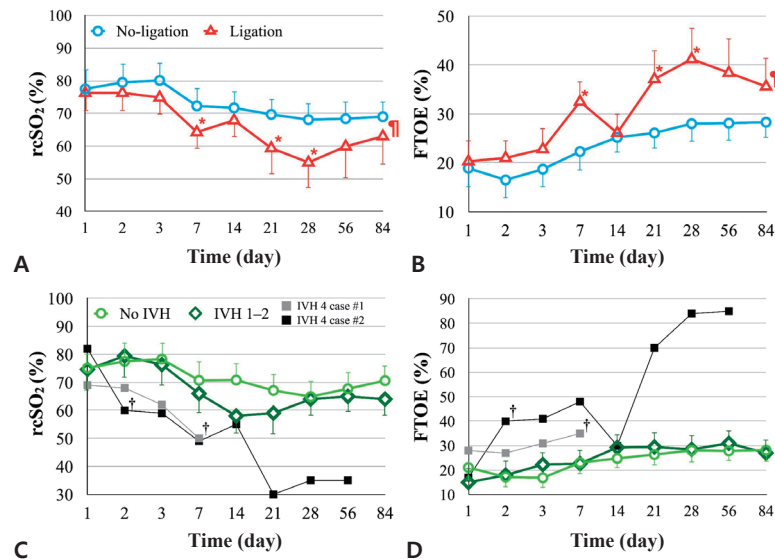 No-ligation Ligation
rcSO₂ (%)
90
80
70
60
50
40
* * * ¶
1 2 3 7 14 21 28 56 84
Time (day)
A
FTOE (%)
50
40
30
20
10
* * * ¶
1 2 3 7 14 21 28 56 84
Time (day)
B
No IVH IVH 1–2 IVH 4 case #1
IVH 4 case #2
rcSO₂ (%)
100
90
80
70
60
50
40
30
† †
1 2 3 7 14 21 28 56 84
Time (day)
C
FTOE (%)
90
80
70
60
50
40
30
20
10
† †
1 2 3 7 14 21 28 56 84
Time (day)
D